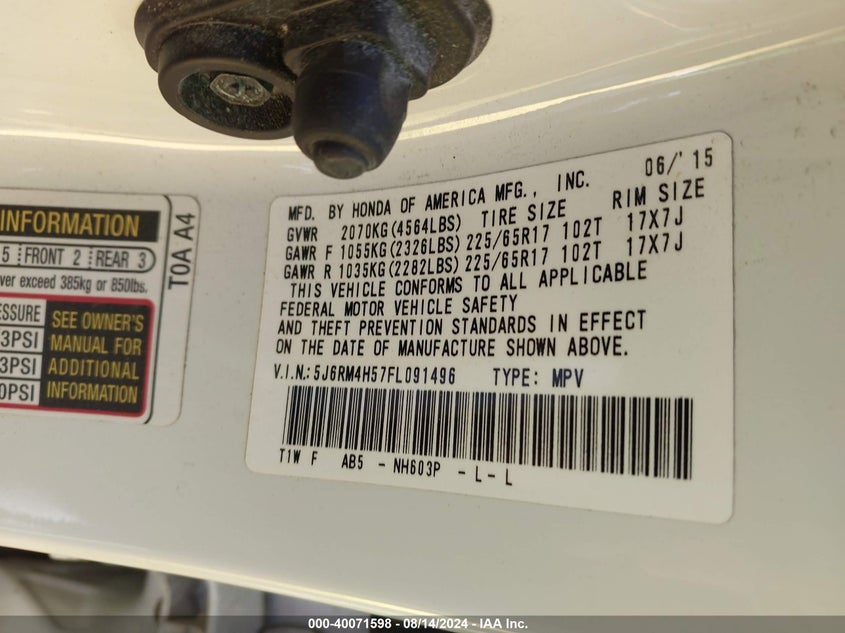 INFORMATION
5 FRONT 2 REAR 3
ver exceed 385kg or 850lbs.
SSURE
SEE OWNER'S
MANUAL FOR
ADDITIONAL
INFORMATION
3PSI
3PSI
0PSI
T0A A4
MFD. BY HONDA OF AMERICA MFG., INC. 06/'15
GVWR 2070KG(4564LBS) TIRE SIZE RIM SIZE
GAWR F 1055KG(2326LBS) 225/65R17 102T 17X7J
GAWR R 1035KG(2282LBS) 225/65R17 102T 17X7J
THIS VEHICLE CONFORMS TO ALL APPLICABLE
FEDERAL MOTOR VEHICLE SAFETY
AND THEFT PREVENTION STANDARDS IN EFFECT
ON THE DATE OF MANUFACTURE SHOWN ABOVE.
V.I.N.:5J6RM4H57FL091496 TYPE: MPV
T1W F AB5 - NH603P - L- L
000-40071598 - 08/14/2024 - IAA Inc.